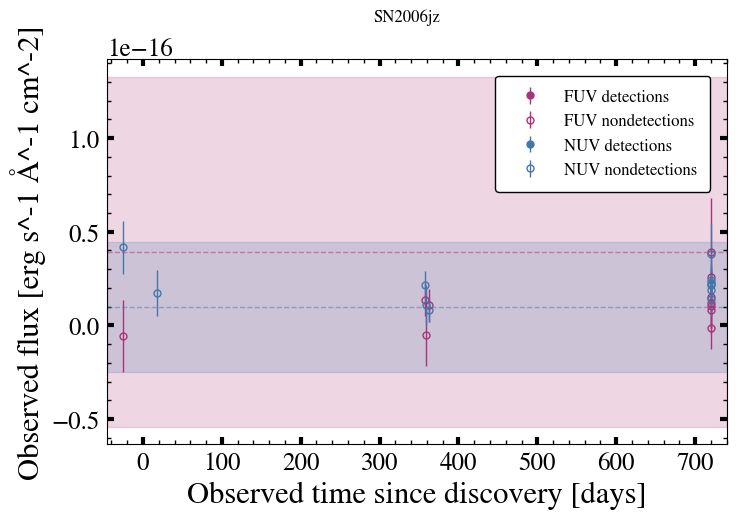 SN2006jz
1e−16
FUV detections
FUV nondetections
NUV detections
NUV nondetections
1.0
0.5
0.0
−0.5
Observed flux [erg s^-1 Å^-1 cm^-2]
0 100 200 300 400 500 600 700
Observed time since discovery [days]